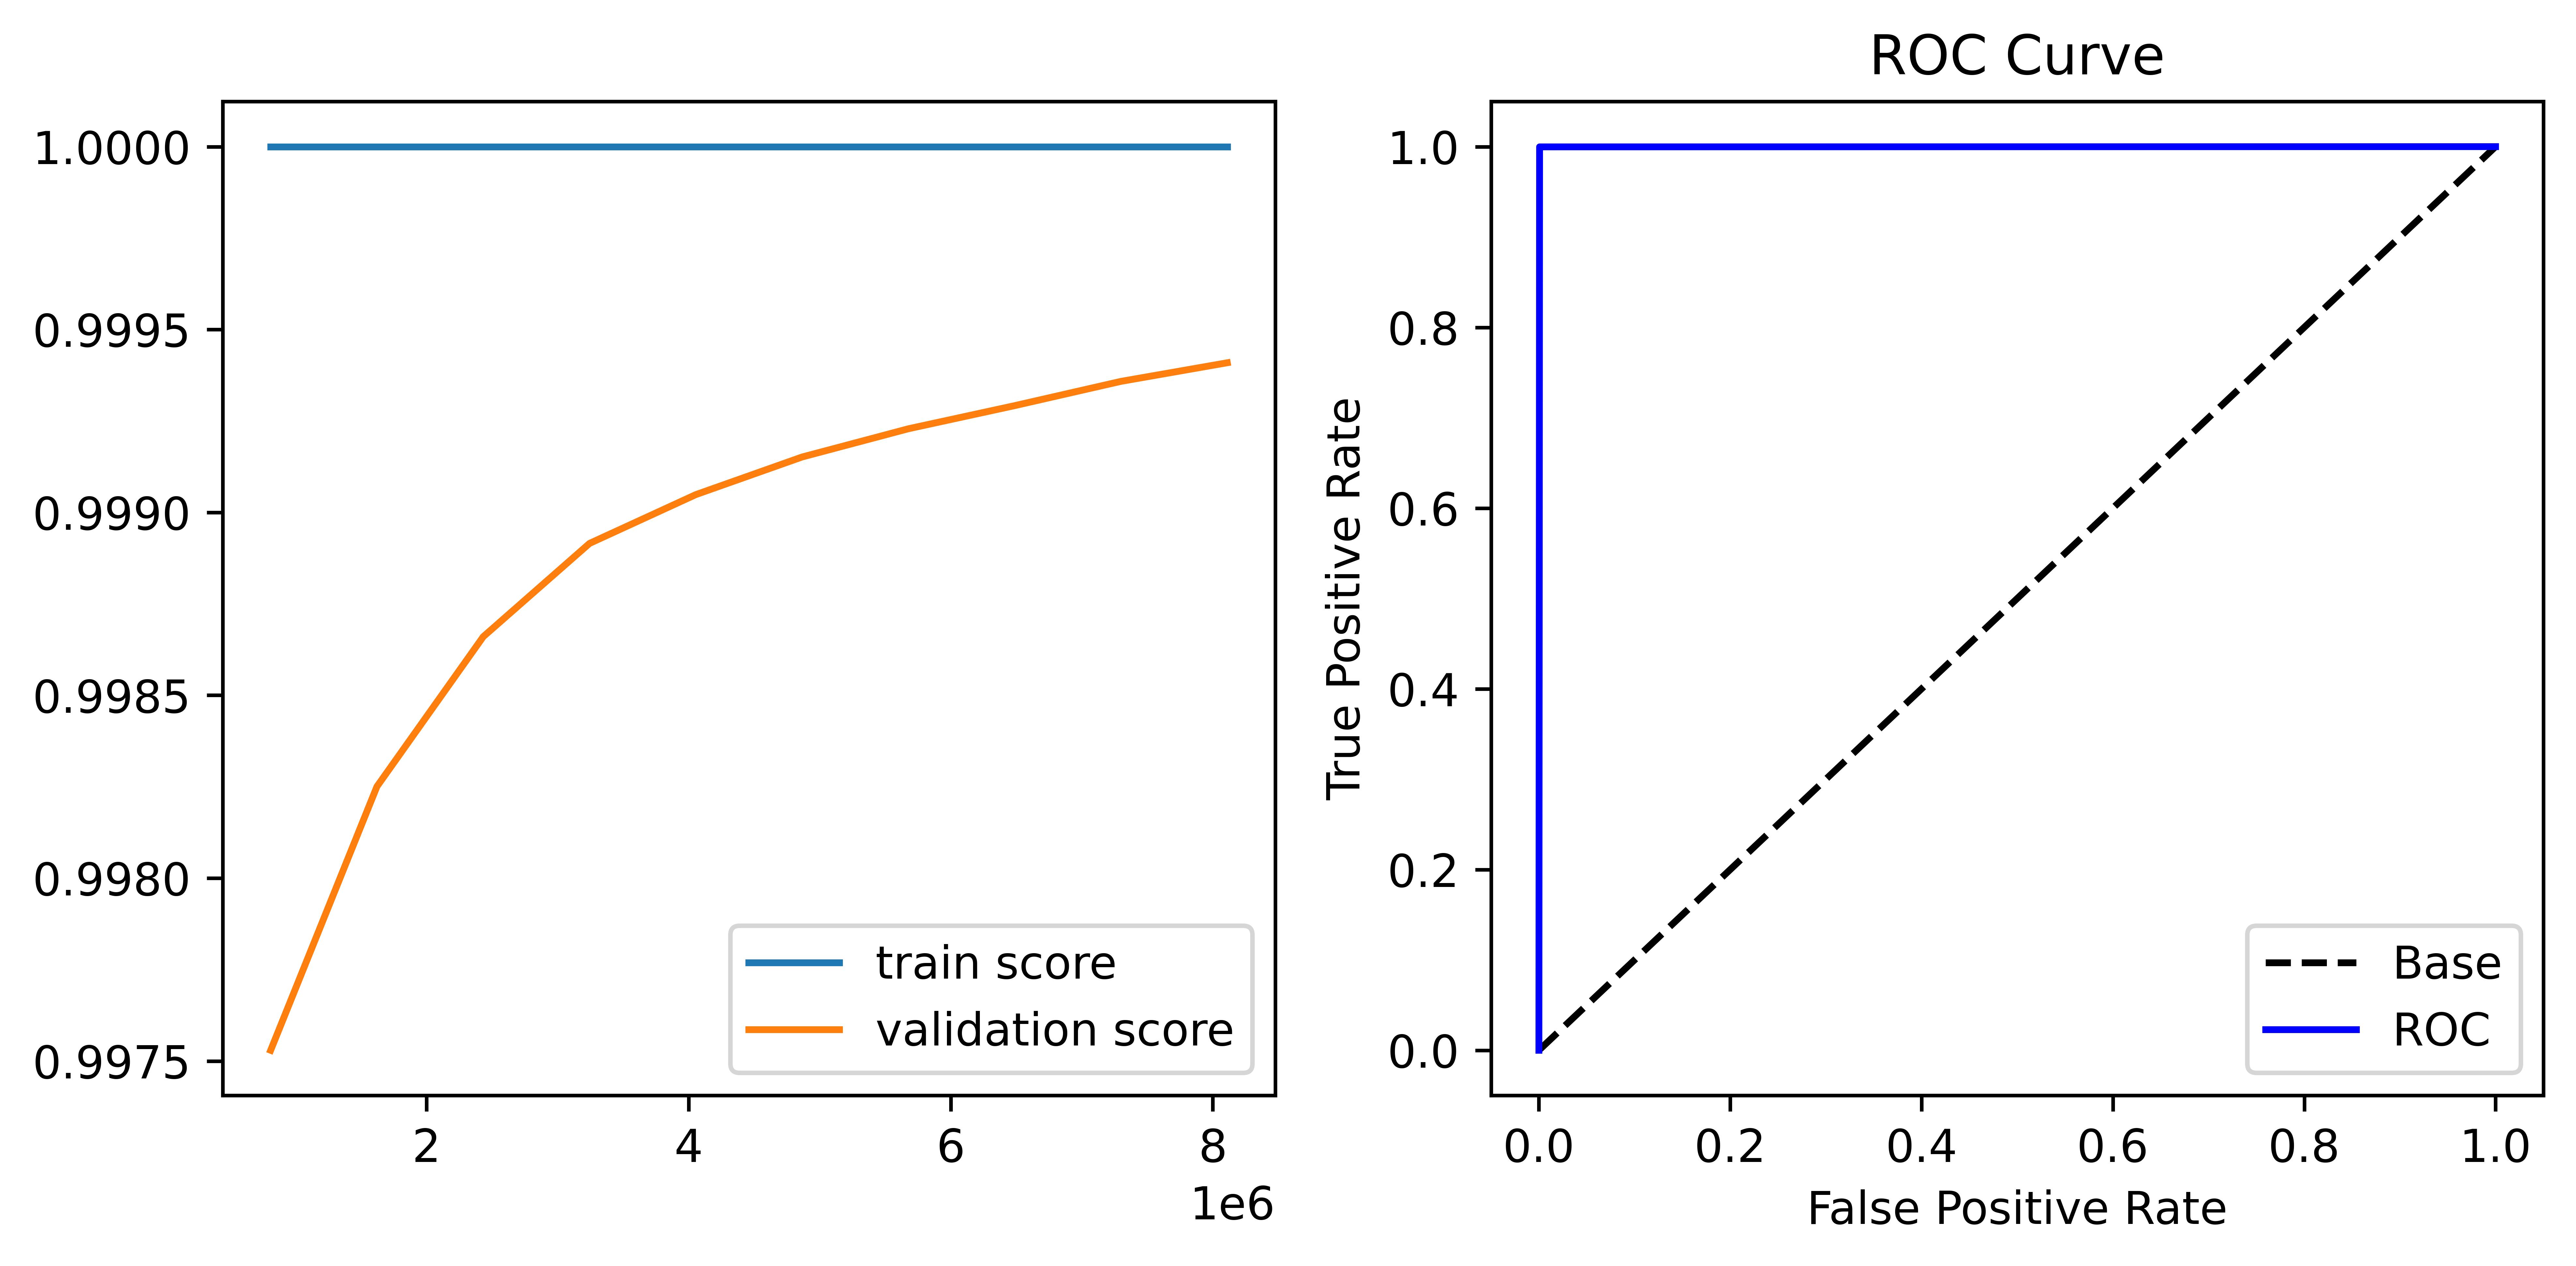 1.0000
0.9995
0.9990
0.9985
0.9980
0.9975
2 4 6 8
1e6
train score
validation score
ROC Curve
True Positive Rate
1.0
0.8
0.6
0.4
0.2
0.0
0.0 0.2 0.4 0.6 0.8 1.0
False Positive Rate
Base
ROC